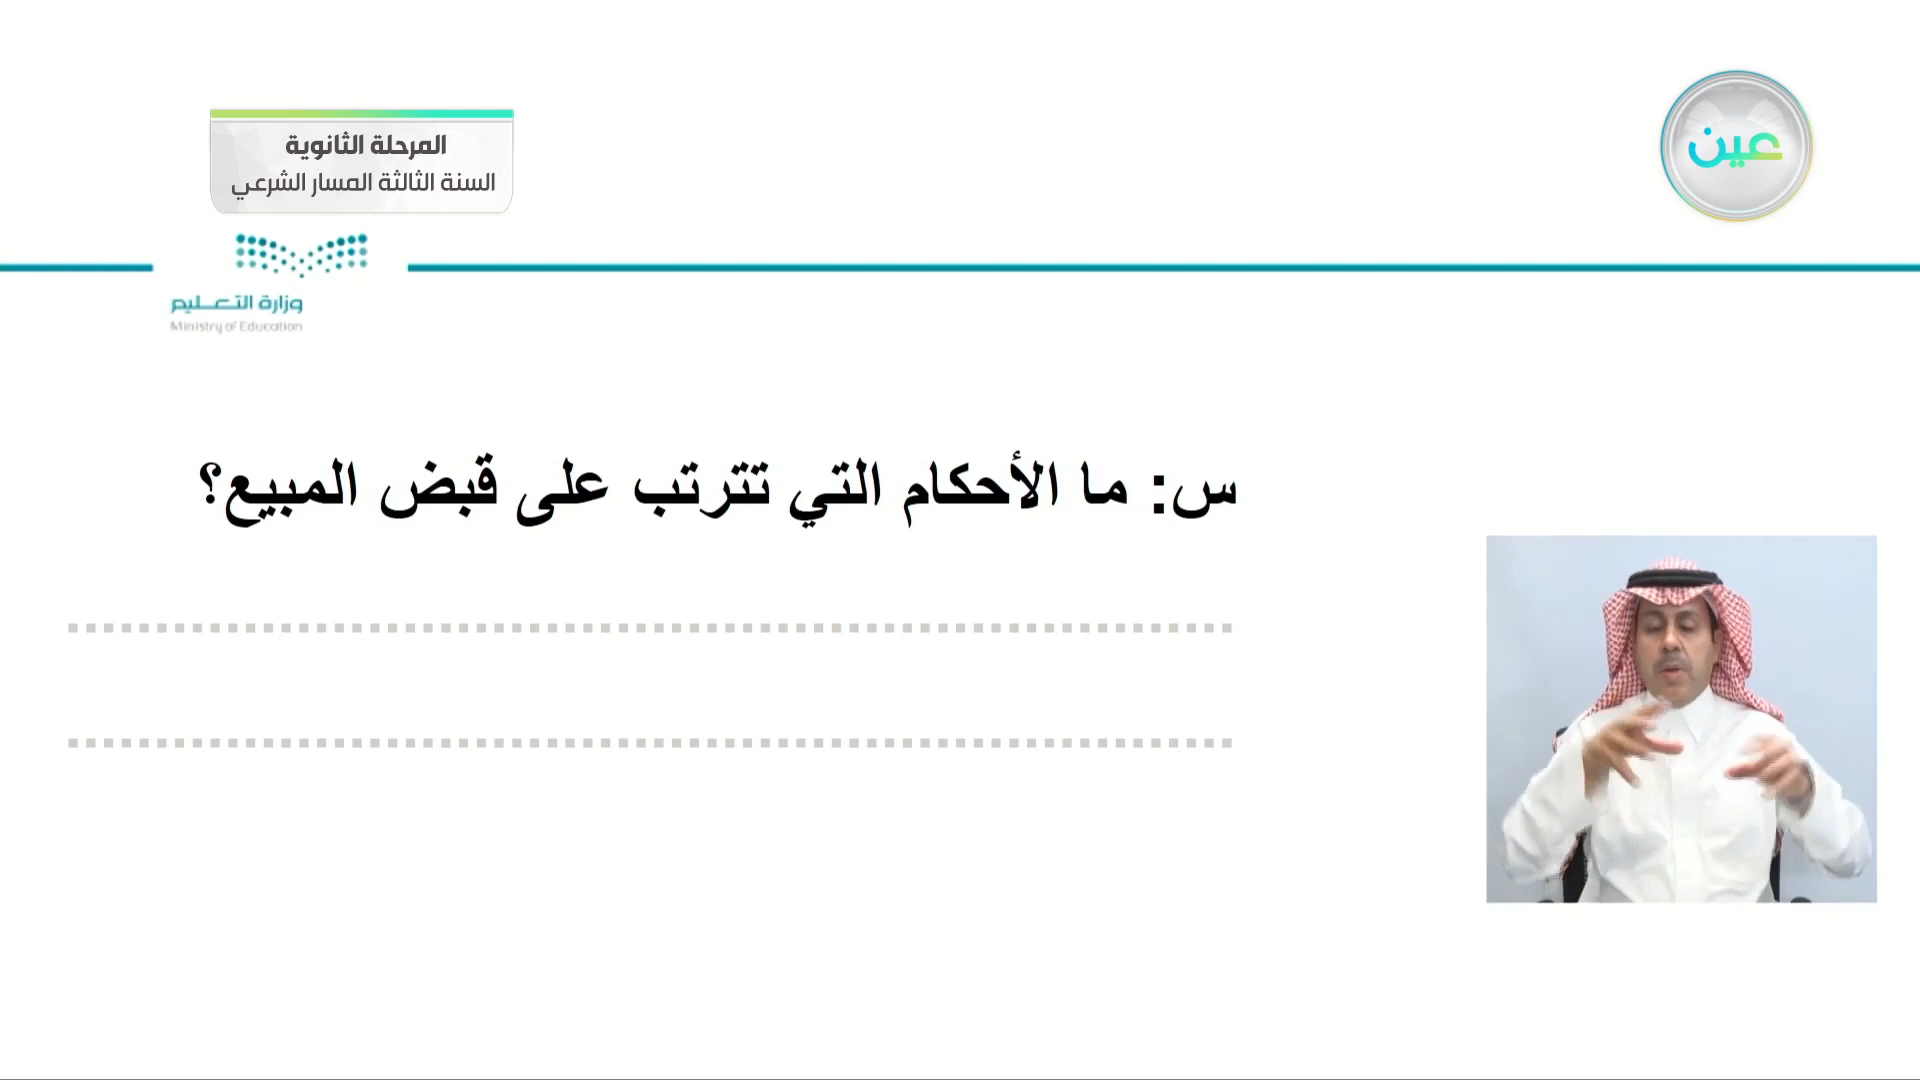 عين
المرحلة الثانوية
السنة الثالثة المسار الشرعي
وزارة التعليم
Ministry of Education
س: ما الأحكام التي تترتب على قبض المبيع؟